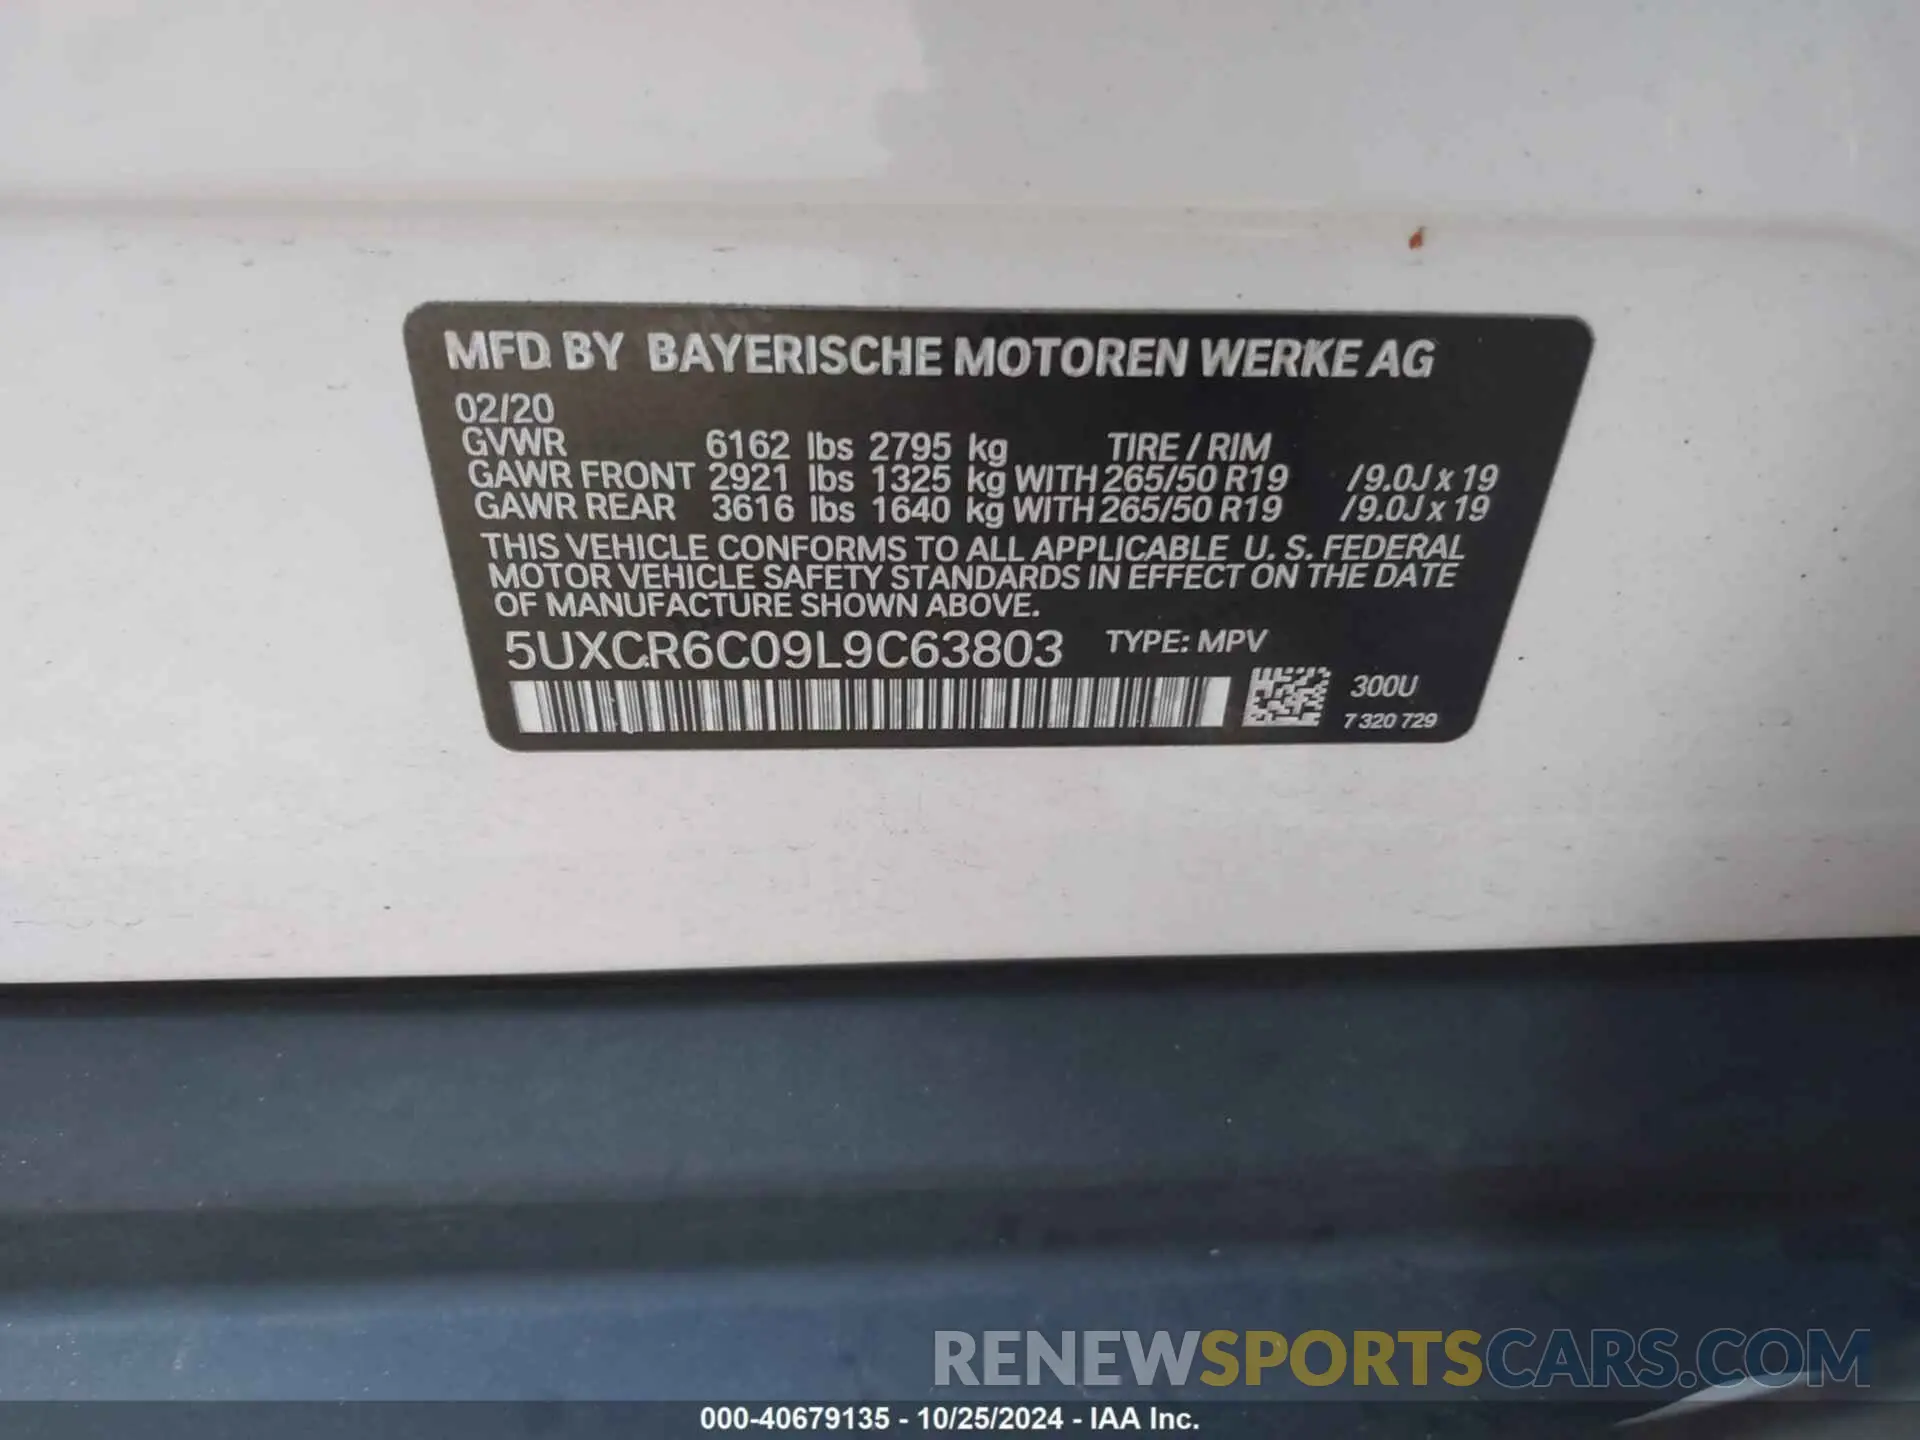 MFD BY BAYERISCHE MOTOREN WERKE AG
02/20
GVWR 6162 lbs 2795 kg TIRE / RIM
GAWR FRONT 2921 lbs 1325 kg WITH 265/50 R19 /9.0J x 19
GAWR REAR 3616 lbs 1640 kg WITH 265/50 R19 /9.0J x 19
THIS VEHICLE CONFORMS TO ALL APPLICABLE U. S. FEDERAL
MOTOR VEHICLE SAFETY STANDARDS IN EFFECT ON THE DATE
OF MANUFACTURE SHOWN ABOVE.
5UXCR6C09L9C63803 TYPE: MPV
300U
7 320 729
RENEWSPORTSCARS.COM
000-40679135 - 10/25/2024 - IAA Inc.